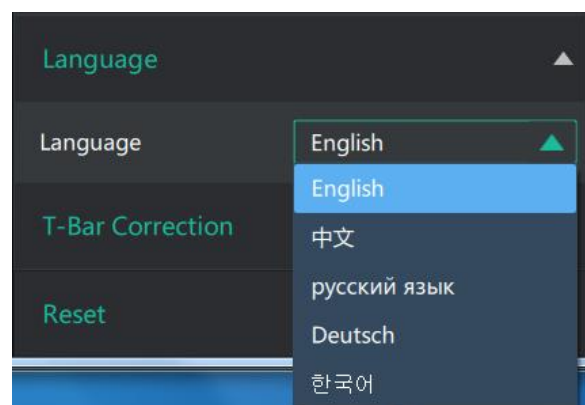 Language
Language English
English
T-Bar Correction
中文
русский язык
Reset
Deutsch
한국어